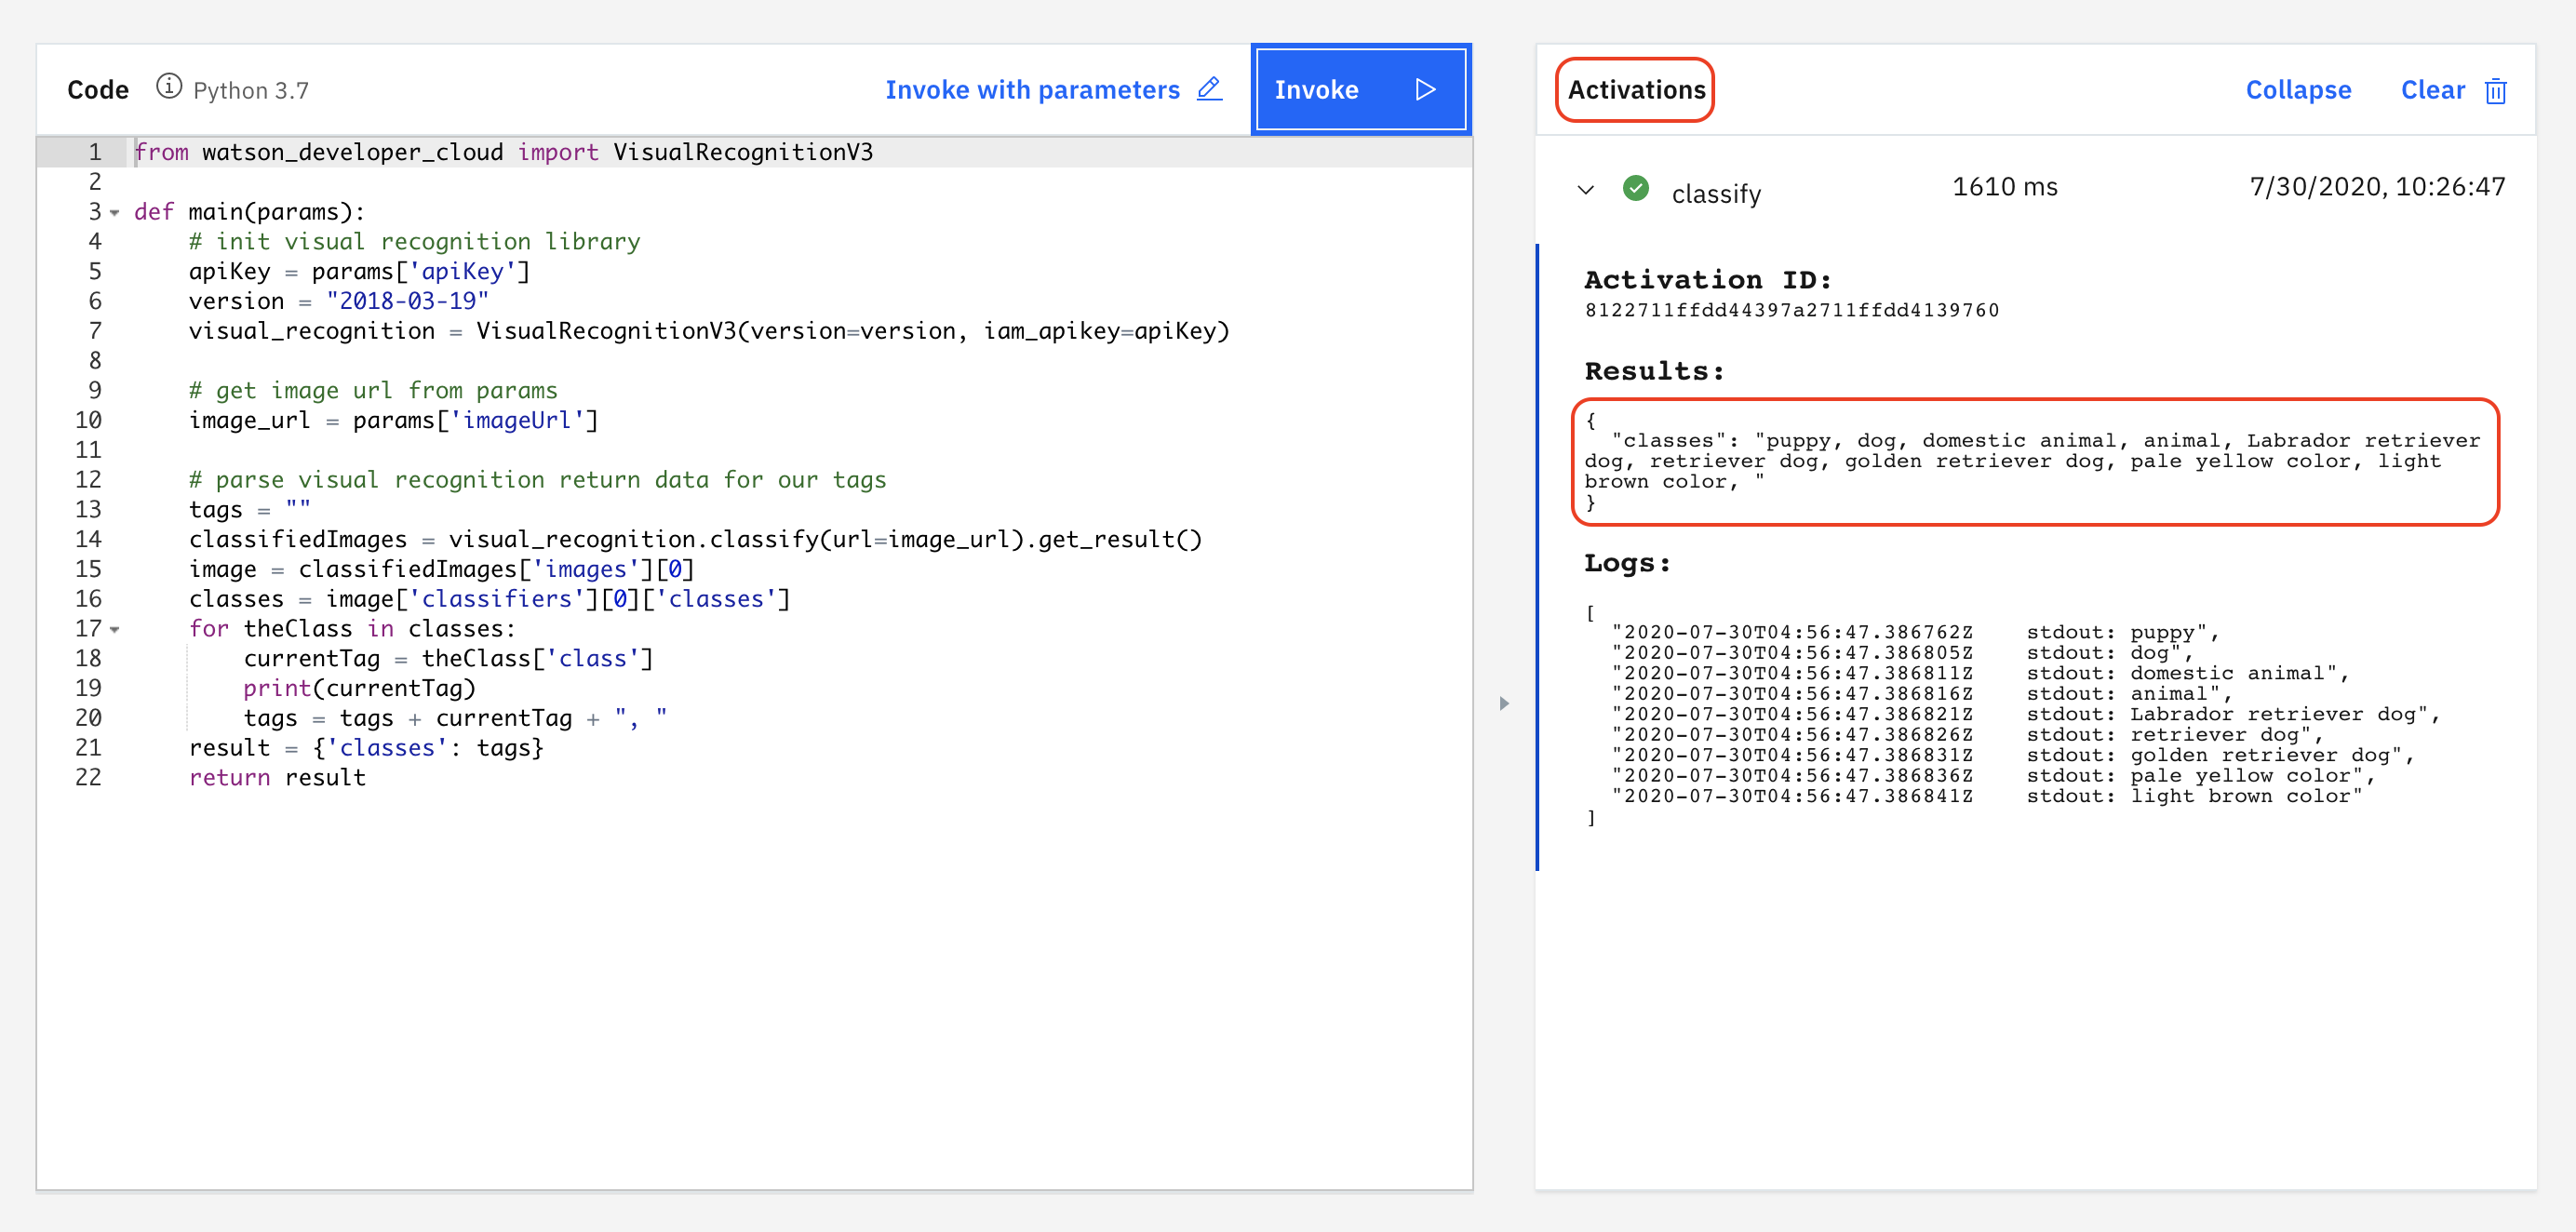 Code Python 3.7 Invoke with parameters Invoke
1 from watson_developer_cloud import VisualRecognitionV3
2
3 def main(params):
4     # init visual recognition library
5     apiKey = params['apiKey']
6     version = "2018-03-19"
7     visual_recognition = VisualRecognitionV3(version=version, iam_apikey=apiKey)
8
9     # get image url from params
10     image_url = params['imageUrl']
11
12     # parse visual recognition return data for our tags
13     tags = ""
14     classifiedImages = visual_recognition.classify(url=image_url).get_result()
15     image = classifiedImages['images'][0]
16     classes = image['classifiers'][0]['classes']
17     for theClass in classes:
18         currentTag = theClass['class']
19         print(currentTag)
20         tags = tags + currentTag + ", "
21     result = {'classes': tags}
22     return result
Activations Collapse Clear
classify 1610 ms 7/30/2020, 10:26:47
Activation ID:
8122711ffdd44397a2711ffdd4139760
Results:
{
  "classes": "puppy, dog, domestic animal, animal, Labrador retriever
dog, retriever dog, golden retriever dog, pale yellow color, light
brown color, "
}
Logs:
[
  "2020-07-30T04:56:47.386762Z    stdout: puppy",
  "2020-07-30T04:56:47.386805Z    stdout: dog",
  "2020-07-30T04:56:47.386811Z    stdout: domestic animal",
  "2020-07-30T04:56:47.386816Z    stdout: animal",
  "2020-07-30T04:56:47.386821Z    stdout: Labrador retriever dog",
  "2020-07-30T04:56:47.386826Z    stdout: retriever dog",
  "2020-07-30T04:56:47.386831Z    stdout: golden retriever dog",
  "2020-07-30T04:56:47.386836Z    stdout: pale yellow color",
  "2020-07-30T04:56:47.386841Z    stdout: light brown color"
]